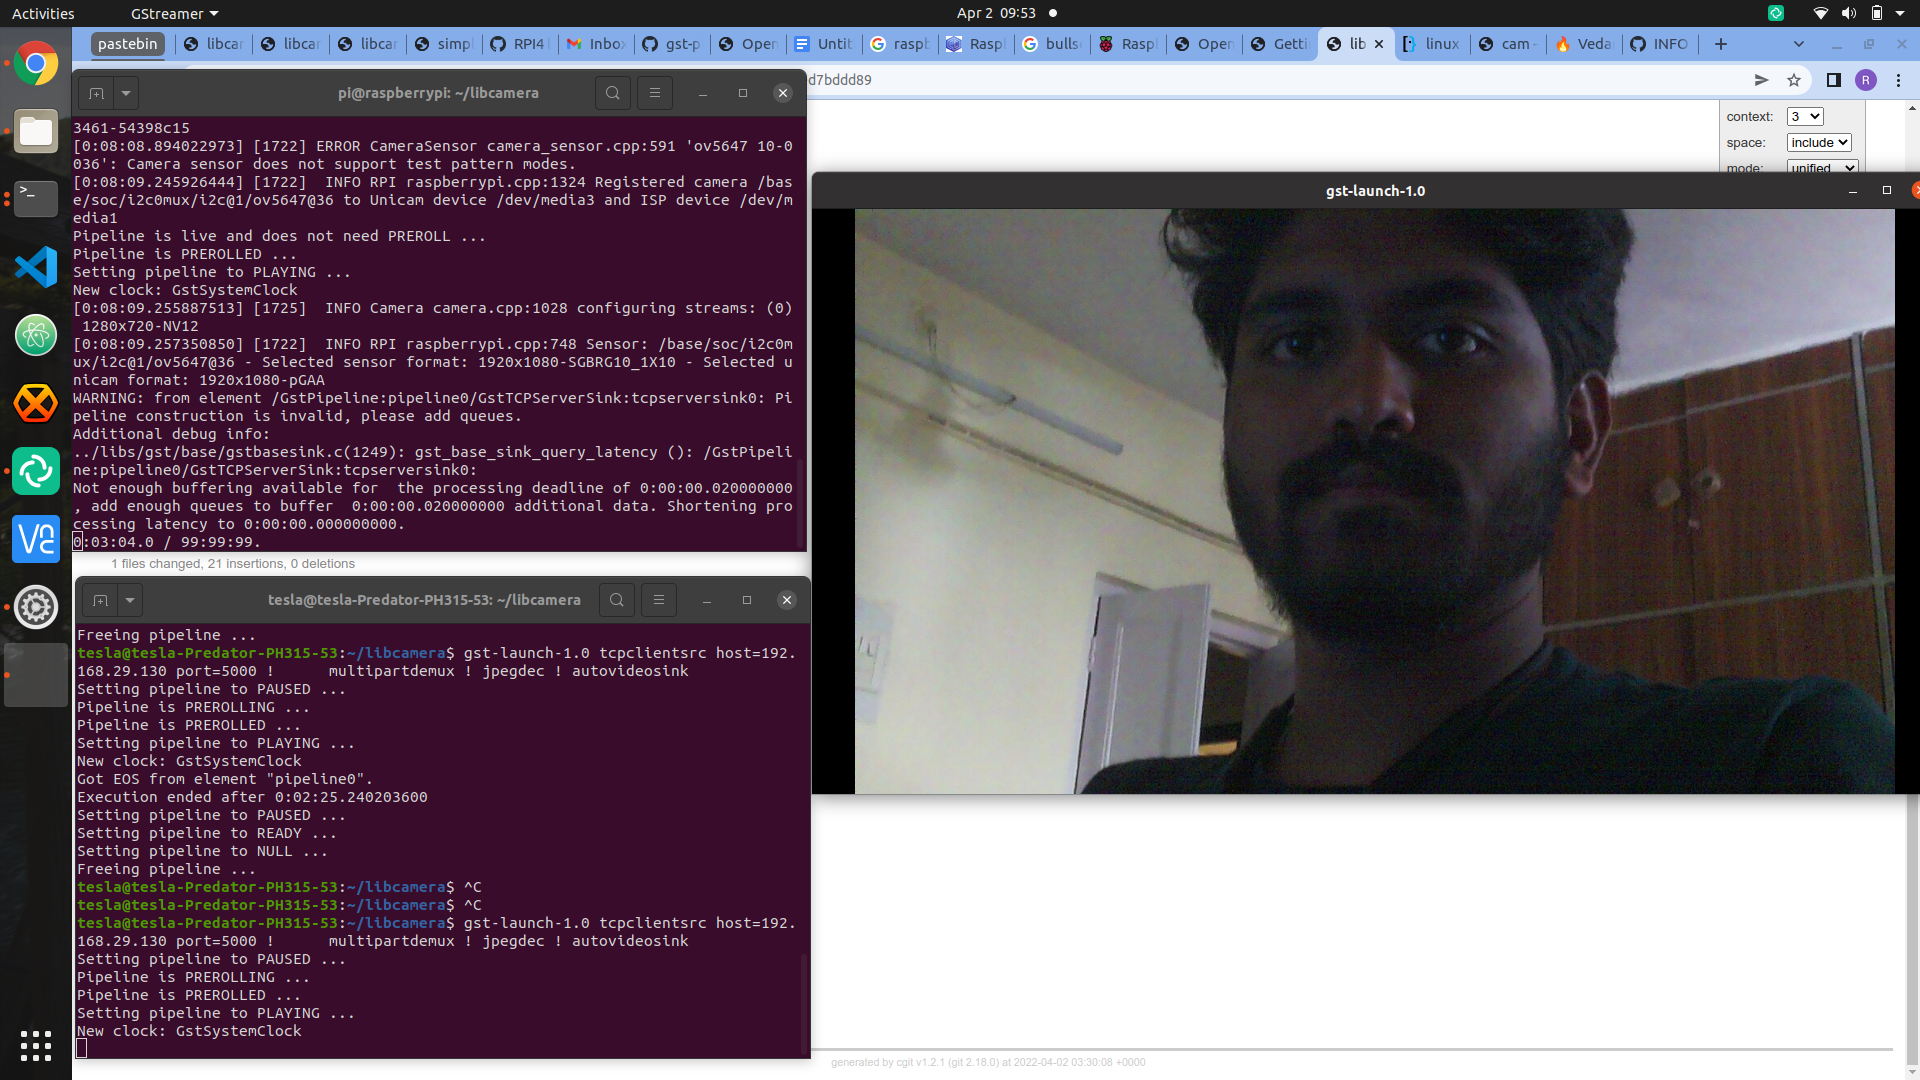 Activities
GStreamer
Apr 2 09:53
pastebin
libcar
libcar
libcar
simpl
RPI4
Inbo
gst-p
Open
Untit
raspb
Raspl
bulls
Raspl
Open
Getti
lib
linux
cam -
Veda
INFO
d7bddd89
R
context: 3
space: include
mode: unified
pi@raspberrypi: ~/libcamera
3461-54398c15
[0:08:08.894022973] [1722] ERROR CameraSensor camera_sensor.cpp:591 'ov5647 10-0
036': Camera sensor does not support test pattern modes.
[0:08:09.245926444] [1722]  INFO RPI raspberrypi.cpp:1324 Registered camera /bas
e/soc/i2c0mux/i2c@1/ov5647@36 to Unicam device /dev/media3 and ISP device /dev/m
edia1
Pipeline is live and does not need PREROLL ...
Pipeline is PREROLLED ...
Setting pipeline to PLAYING ...
New clock: GstSystemClock
[0:08:09.255887513] [1725]  INFO Camera camera.cpp:1028 configuring streams: (0)
 1280x720-NV12
[0:08:09.257350850] [1722]  INFO RPI raspberrypi.cpp:748 Sensor: /base/soc/i2c0m
ux/i2c@1/ov5647@36 - Selected sensor format: 1920x1080-SGBRG10_1X10 - Selected u
nicam format: 1920x1080-pGAA
WARNING: from element /GstPipeline:pipeline0/GstTCPServerSink:tcpserversink0: Pi
peline construction is invalid, please add queues.
Additional debug info:
../libs/gst/base/gstbasesink.c(1249): gst_base_sink_query_latency (): /GstPipeli
ne:pipeline0/GstTCPServerSink:tcpserversink0:
Not enough buffering available for  the processing deadline of 0:00:00.020000000
, add enough queues to buffer  0:00:00.020000000 additional data. Shortening pro
cessing latency to 0:00:00.000000000.
0:03:04.0 / 99:99:99.
1 files changed, 21 insertions, 0 deletions
gst-launch-1.0
tesla@tesla-Predator-PH315-53: ~/libcamera
Freeing pipeline ...
tesla@tesla-Predator-PH315-53:~/libcamera$ gst-launch-1.0 tcpclientsrc host=192.
168.29.130 port=5000 !      multipartdemux ! jpegdec ! autovideosink
Setting pipeline to PAUSED ...
Pipeline is PREROLLING ...
Pipeline is PREROLLED ...
Setting pipeline to PLAYING ...
New clock: GstSystemClock
Got EOS from element "pipeline0".
Execution ended after 0:02:25.240203600
Setting pipeline to PAUSED ...
Setting pipeline to READY ...
Setting pipeline to NULL ...
Freeing pipeline ...
tesla@tesla-Predator-PH315-53:~/libcamera$ ^C
tesla@tesla-Predator-PH315-53:~/libcamera$ ^C
tesla@tesla-Predator-PH315-53:~/libcamera$ gst-launch-1.0 tcpclientsrc host=192.
168.29.130 port=5000 !      multipartdemux ! jpegdec ! autovideosink
Setting pipeline to PAUSED ...
Pipeline is PREROLLING ...
Pipeline is PREROLLED ...
Setting pipeline to PLAYING ...
New clock: GstSystemClock
generated by cgit v1.2.1 (git 2.18.0) at 2022-04-02 03:30:08 +0000